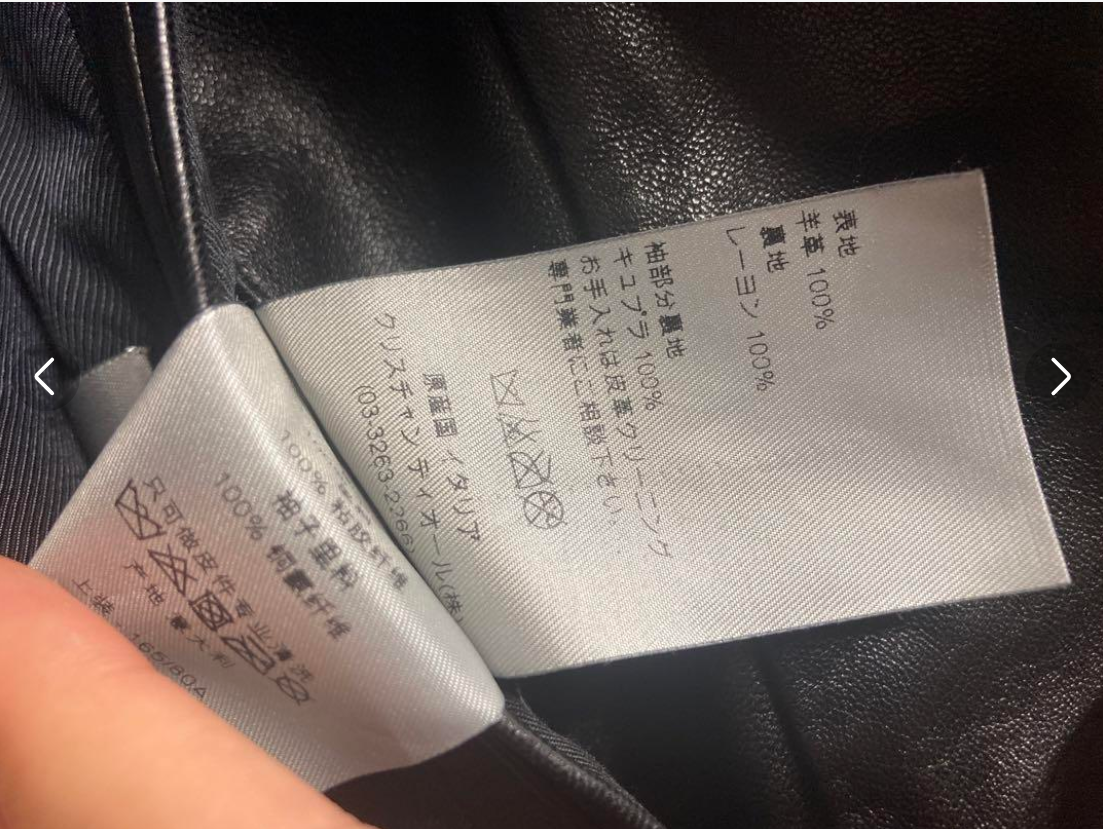 表地
羊革 100%
裏地
レーヨン 100%
袖部分裏地
キュプラ 100%
お手入れは皮革クリーニング
専門業者にご相談下さい。
原産国 イタリア
クリスチャン ディオール(株)
03-3263-2266
100% 粘胶纤维
袖子里料
100% 铜氨纤维
只可做皮件专业清洗
产地 意大利
上装 165/80A